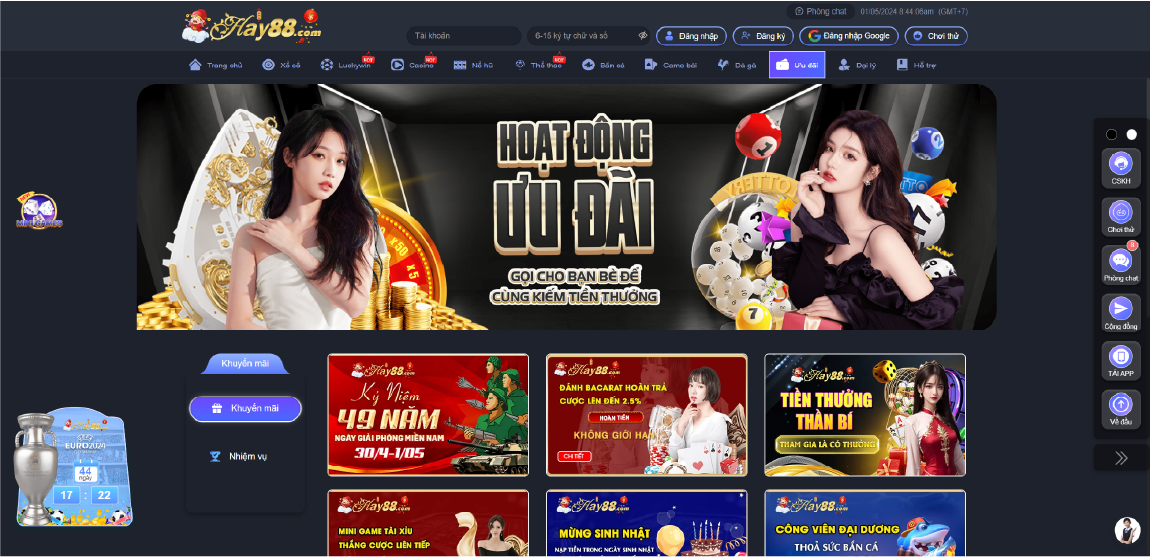 Hay88.com
Phòng chat 01/05/2024 8:44:06am (GMT+7)
Tài khoản
6-15 ký tự chữ và số
Đăng nhập
Đăng ký
Đăng nhập Google
Chơi thử
Trang chủ
Xổ số
Luckywin HOT
Casino HOT
Nổ hũ
Thể thao HOT
Bắn cá
Game bài
Đá gà
Ưu đãi
Đại lý
Hỗ trợ
HOẠT ĐỘNG
ƯU ĐÃI
GỌI CHO BẠN BÈ ĐỂ
CÙNG KIẾM TIỀN THƯỞNG
MINI GAMES
CSKH
Chơi thử
8
Phòng chat
Cộng đồng
TẢI APP
Về đầu
Khuyến mãi
Khuyến mãi
Nhiệm vụ
44
ngày
17 : 22
Hay88.com
Kỷ Niệm
49 NĂM
NGÀY GIẢI PHÓNG MIỀN NAM
30/4-1/05
Hay88.com
ĐÁNH BACARAT HOÀN TRẢ
CƯỢC LÊN ĐẾN 2.5%
HOÀN TIỀN
KHÔNG GIỚI HẠN
CHI TIẾT
Hay88.com
TIỀN THƯỞNG
THẦN BÍ
THAM GIA LÀ CÓ THƯỞNG
Hay88.com
MINI GAME TÀI XỈU
THẮNG CƯỢC LIÊN TIẾP
Hay88.com
MỪNG SINH NHẬT
NẠP TIỀN TRONG NGÀY SINH NHẬT
Hay88.com
CÔNG VIÊN ĐẠI DƯƠNG
THOẢ SỨC BẮN CÁ